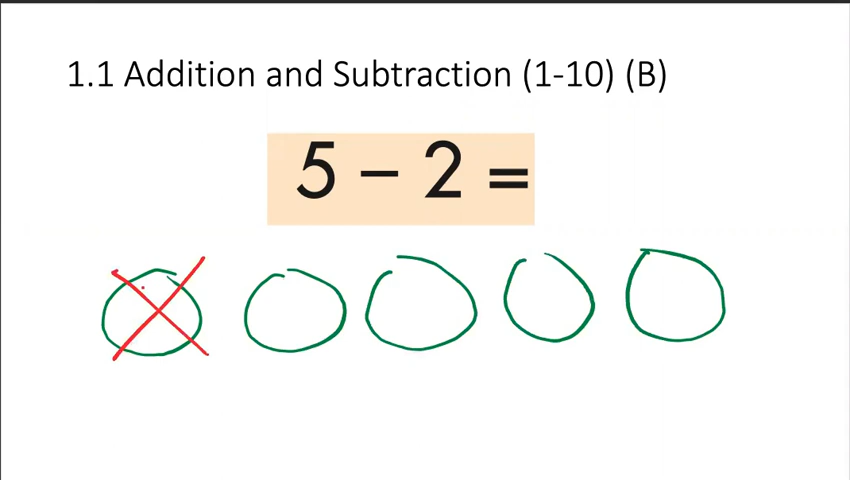 1.1 Addition and Subtraction (1-10) (B)
5 – 2 =